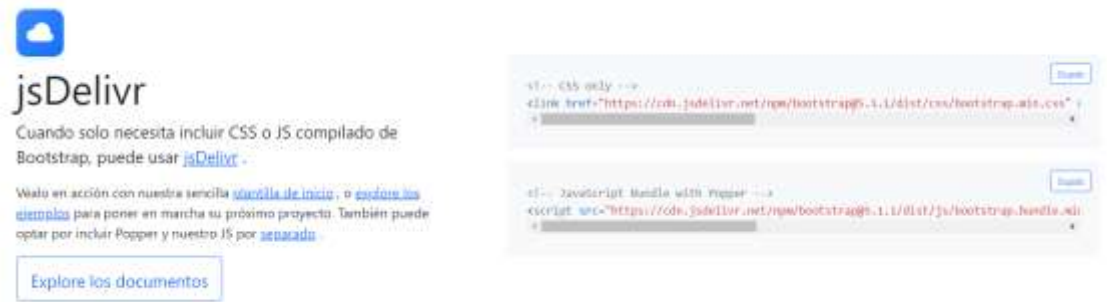 jsDelivr
Cuando solo necesita incluir CSS o JS compilado de
Bootstrap, puede usar jsDelivr .
Véalo en acción con nuestra sencilla plantilla de inicio , o explore los
ejemplos para poner en marcha su próximo proyecto. También puede
optar por incluir Popper y nuestro JS por separado .
Explore los documentos
<!-- CSS only -->
<link href="https://cdn.jsdelivr.net/npm/bootstrap@5.1.1/dist/css/bootstrap.min.css"
<!-- JavaScript Bundle with Popper -->
<script src="https://cdn.jsdelivr.net/npm/bootstrap@5.1.1/dist/js/bootstrap.bundle.mi